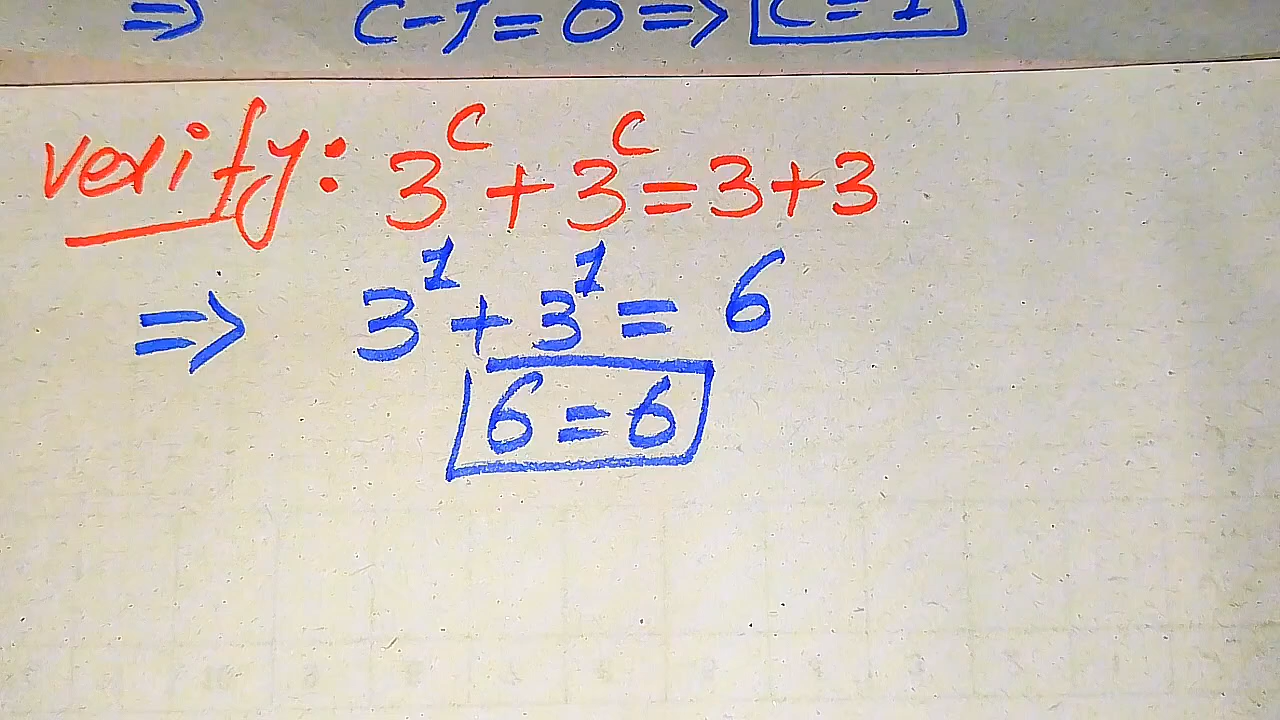 => C-1=0 => C=1
verify: 3^C + 3^C = 3+3
=> 3^1 + 3^1 = 6
6 = 6